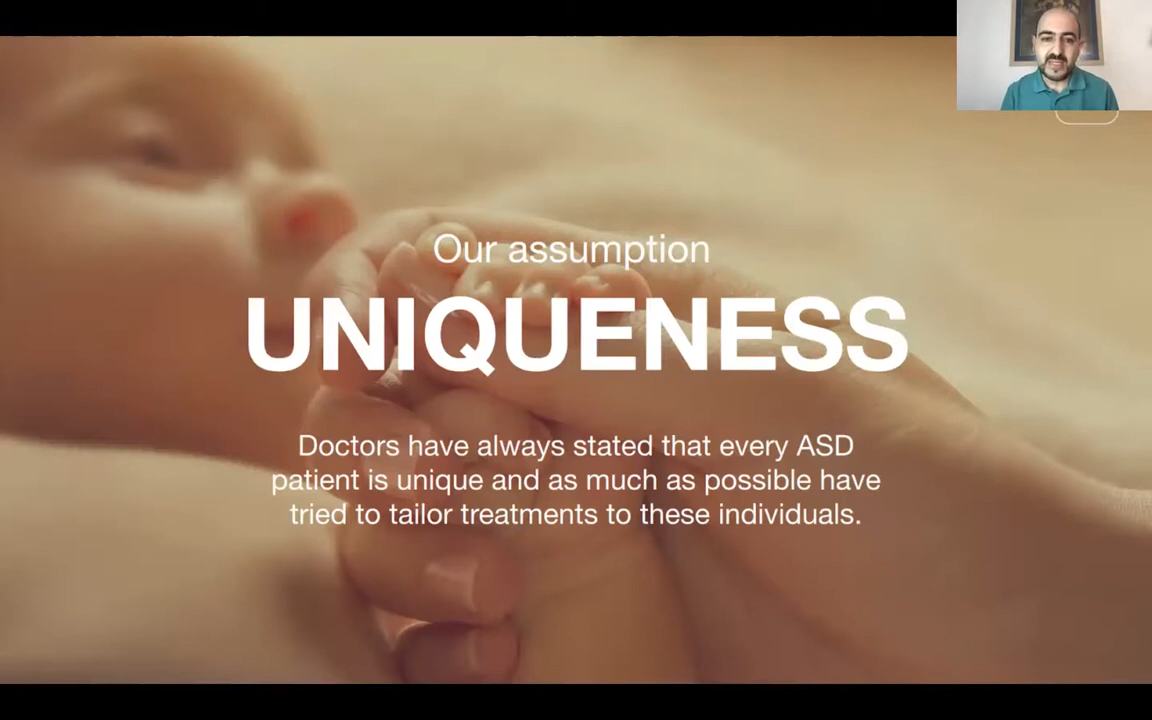 Our assumption
UNIQUENESS
Doctors have always stated that every ASD
patient is unique and as much as possible have
tried to tailor treatments to these individuals.